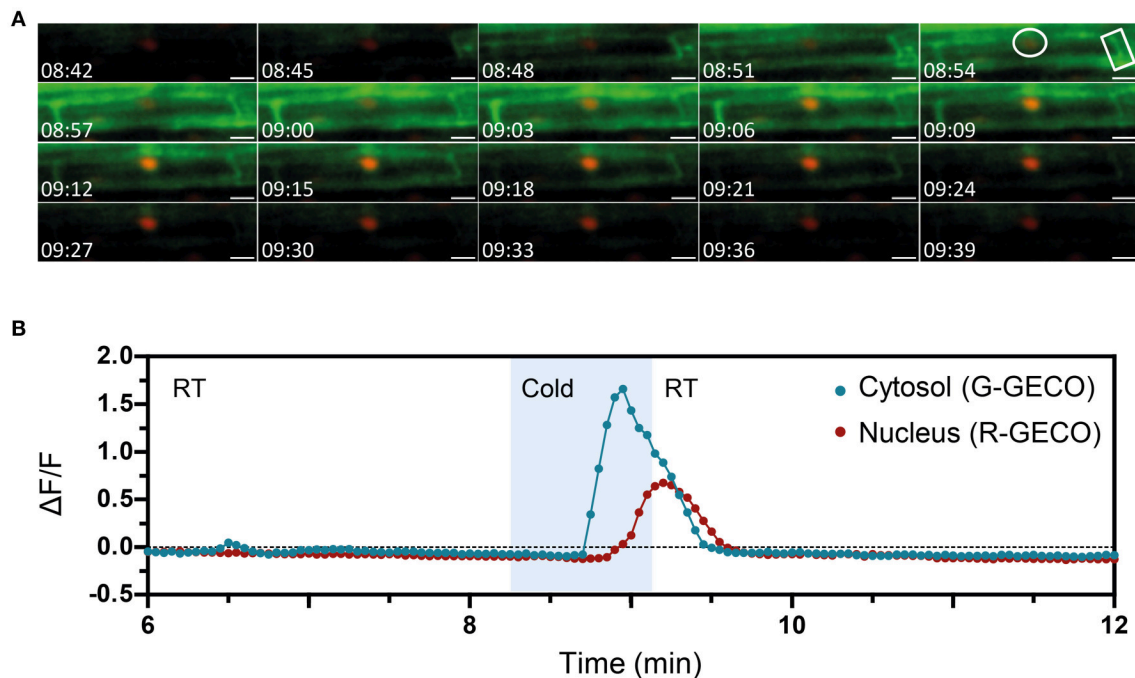 A
08:42 08:45 08:48 08:51 08:54
08:57 09:00 09:03 09:06 09:09
09:12 09:15 09:18 09:21 09:24
09:27 09:30 09:33 09:36 09:39
B
2.0
1.5
1.0
0.5
0.0
-0.5
ΔF/F
RT Cold RT
Cytosol (G-GECO)
Nucleus (R-GECO)
6 8 10 12
Time (min)